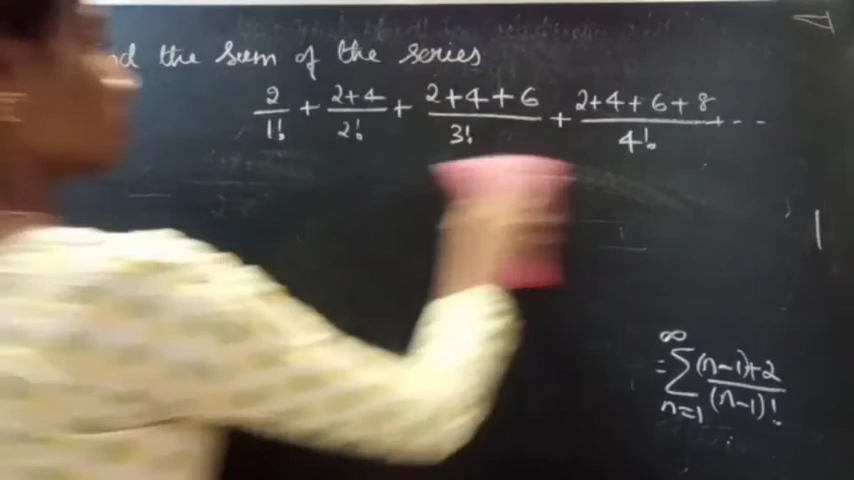 nd the sum of the series
2/1! + 2+4/2! + 2+4+6/3! + 2+4+6+8/4! + - -
= ∞ Σ n=1 (n-1)+2/(n-1)!